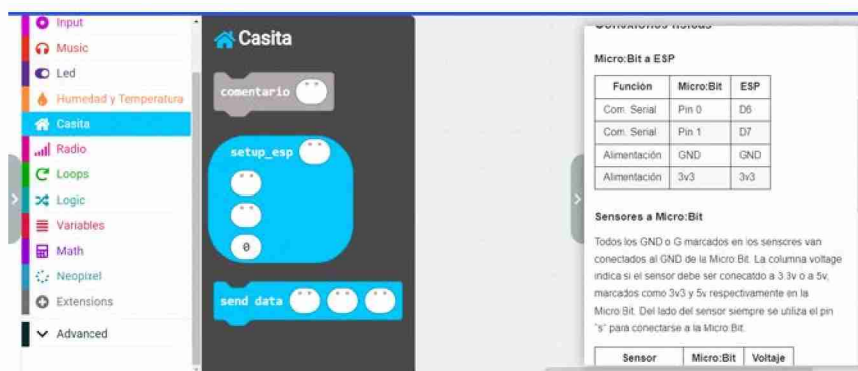 Input
Music
Led
Humedad y Temperatura
Casita
Radio
Loops
Logic
Variables
Math
Neopixel
Extensions
Advanced
Casita
comentario " "
setup_esp " "
" "
" "
0
send data " " " " " "
Conexiones físicas
Micro:Bit a ESP
Función Micro:Bit ESP
Com. Serial Pin 0 D6
Com. Serial Pin 1 D7
Alimentación GND GND
Alimentación 3v3 3v3
Sensores a Micro:Bit
Todos los GND o G marcados en los sensores van
conectados al GND de la Micro Bit. La columna voltage
indica si el sensor debe ser conecatdo a 3.3v o a 5v,
marcados como 3v3 y 5v respectivamente en la
Micro:Bit. Del lado del sensor siempre se utiliza el pin
"s" para conectarse a la Micro Bit.
Sensor Micro:Bit Voltaje